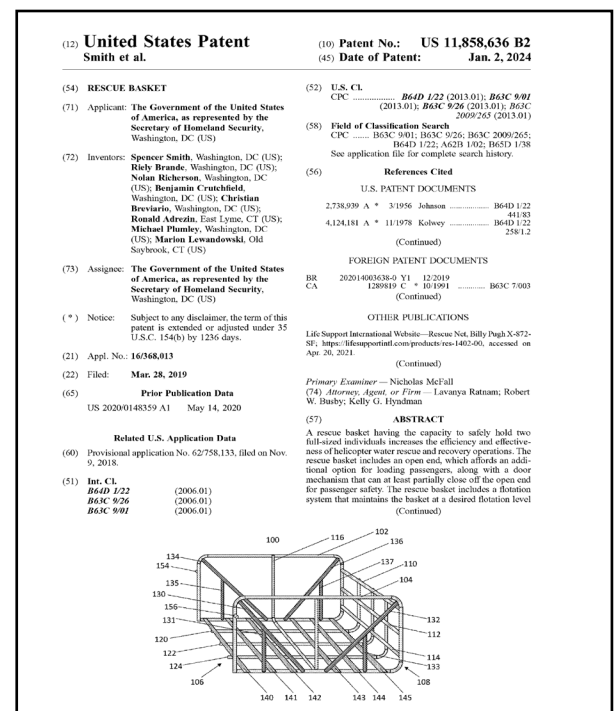 (12) United States Patent
Smith et al.
(10) Patent No.: US 11,858,636 B2
(45) Date of Patent: Jan. 2, 2024
(54) RESCUE BASKET
(71) Applicant: The Government of the United States
of America, as represented by the
Secretary of Homeland Security,
Washington, DC (US)
(72) Inventors: Spencer Smith, Washington, DC (US);
Riely Brande, Washington, DC (US);
Nolan Richerson, Washington, DC
(US); Benjamin Crutchfield,
Washington, DC (US); Christian
Breviario, Washington, DC (US);
Ronald Adrezin, East Lyme, CT (US);
Michael Plumley, Washington, DC
(US); Marion Lewandowski, Old
Saybrook, CT (US)
(73) Assignee: The Government of the United States
of America, as represented by the
Secretary of Homeland Security,
Washington, DC (US)
( * ) Notice: Subject to any disclaimer, the term of this
patent is extended or adjusted under 35
U.S.C. 154(b) by 1236 days.
(21) Appl. No.: 16/368,013
(22) Filed: Mar. 28, 2019
(65) Prior Publication Data
US 2020/0148359 A1 May 14, 2020
Related U.S. Application Data
(60) Provisional application No. 62/758,133, filed on Nov.
9, 2018.
(51) Int. Cl.
B64D 1/22 (2006.01)
B63C 9/26 (2006.01)
B63C 9/01 (2006.01)
(52) U.S. Cl.
CPC .................. B64D 1/22 (2013.01); B63C 9/01
(2013.01); B63C 9/26 (2013.01); B63C
2009/265 (2013.01)
(58) Field of Classification Search
CPC ....... B63C 9/01; B63C 9/26; B63C 2009/265;
B64D 1/22; A62B 1/02; B65D 1/38
See application file for complete search history.
(56) References Cited
U.S. PATENT DOCUMENTS
2,738,939 A * 3/1956 Johnson .................. B64D 1/22
441/83
4,124,181 A * 11/1978 Kolwey .................. B64D 1/22
258/1.2
(Continued)
FOREIGN PATENT DOCUMENTS
BR 202014003638-0 Y1 12/2019
CA 1289819 C * 10/1991 ............. B63C 7/003
(Continued)
OTHER PUBLICATIONS
Life Support International Website—Rescue Net, Billy Pugh X-872-
SF; https://lifesupportintl.com/products/res-1402-00, accessed on
Apr. 20, 2021.
(Continued)
Primary Examiner — Nicholas McFall
(74) Attorney, Agent, or Firm — Lavanya Ratnam; Robert
W. Busby; Kelly G. Hyndman
(57) ABSTRACT
A rescue basket having the capacity to safely hold two
full-sized individuals increases the efficiency and effective-
ness of helicopter water rescue and recovery operations. The
rescue basket includes an open end, which affords an addi-
tional option for loading passengers, along with a door
mechanism that can at least partially close off the open end
for passenger safety. The rescue basket includes a flotation
system that maintains the basket at a desired flotation level
(Continued)
100
116
102
136
134
154
137
110
135
104
130
156
132
131
112
120
122
114
124
133
106
108
140 141 142 143 144 145